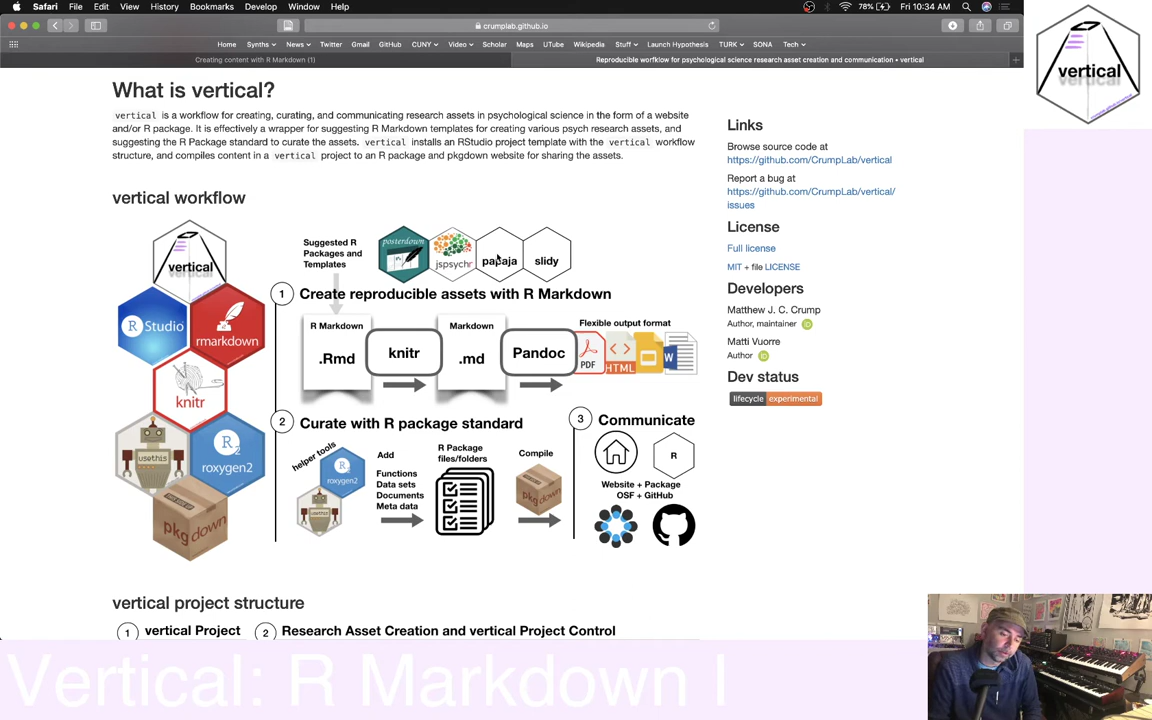 Safari File Edit View History Bookmarks Develop Window Help
78% Fri 10:34 AM
crumplab.github.io
Home Synths News Twitter Gmail GitHub CUNY Video Scholar Maps UTube Wikipedia Stuff Launch Hypothesis TURK SONA Tech
Creating content with R Markdown (1)
Reproducible workflow for psychological science research asset creation and communication • vertical
vertical
What is vertical?
vertical is a workflow for creating, curating, and communicating research assets in psychological science in the form of a website
and/or R package. It is effectively a wrapper for suggesting R Markdown templates for creating various psych research assets, and
suggesting the R Package standard to curate the assets. vertical installs an RStudio project template with the vertical workflow
structure, and compiles content in a vertical project to an R package and pkgdown website for sharing the assets.
Links
Browse source code at
https://github.com/CrumpLab/vertical
Report a bug at
https://github.com/CrumpLab/vertical/
issues
License
Full license
MIT + file LICENSE
Developers
Matthew J. C. Crump
Author, maintainer iD
Matti Vuorre
Author iD
Dev status
lifecycle experimental
vertical workflow
vertical
R Studio
rmarkdown
knitr
usethis
R 2
roxygen2
pkgdown
Suggested R
Packages and
Templates
posterdown
jspsychr
papaja
slidy
1 Create reproducible assets with R Markdown
R Markdown
.Rmd
knitr
Markdown
.md
Pandoc
Flexible output format
PDF
HTML
W
2 Curate with R package standard
helper tools
R 2
roxygen2
usethis
Add
Functions
Data sets
Documents
Meta data
R Package
files/folders
Compile
pkgdown
3 Communicate
R
Website + Package
OSF + GitHub
vertical project structure
1 vertical Project
2 Research Asset Creation and vertical Project Control
Vertical: R Markdown I